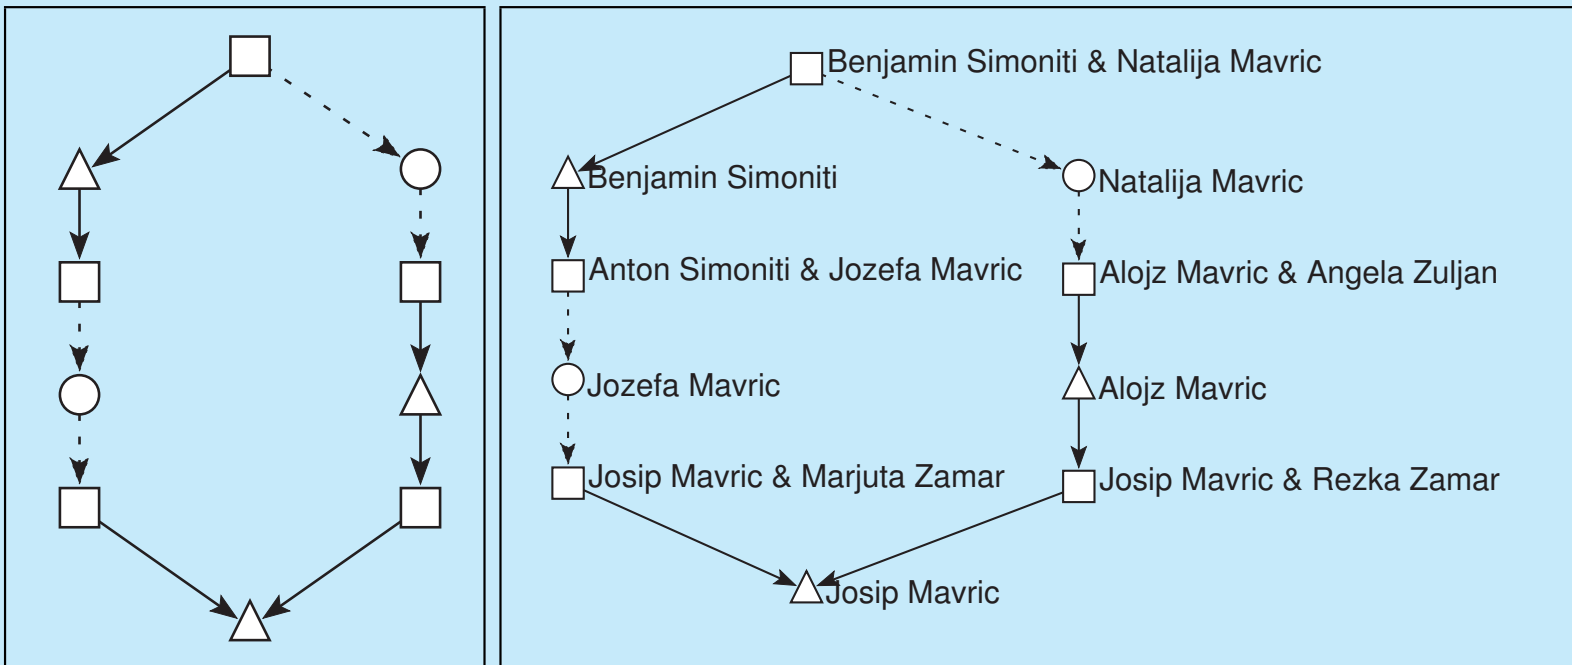 Benjamin Simoniti & Natalija Mavric
Benjamin Simoniti
Natalija Mavric
Anton Simoniti & Jozefa Mavric
Alojz Mavric & Angela Zuljan
Jozefa Mavric
Alojz Mavric
Josip Mavric & Marjuta Zamar
Josip Mavric & Rezka Zamar
Josip Mavric